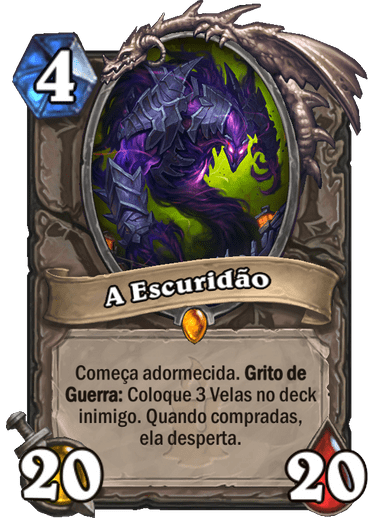 4
A Escuridão
Começa adormecida. Grito de
Guerra: Coloque 3 Velas no deck
inimigo. Quando compradas,
ela desperta.
20
20